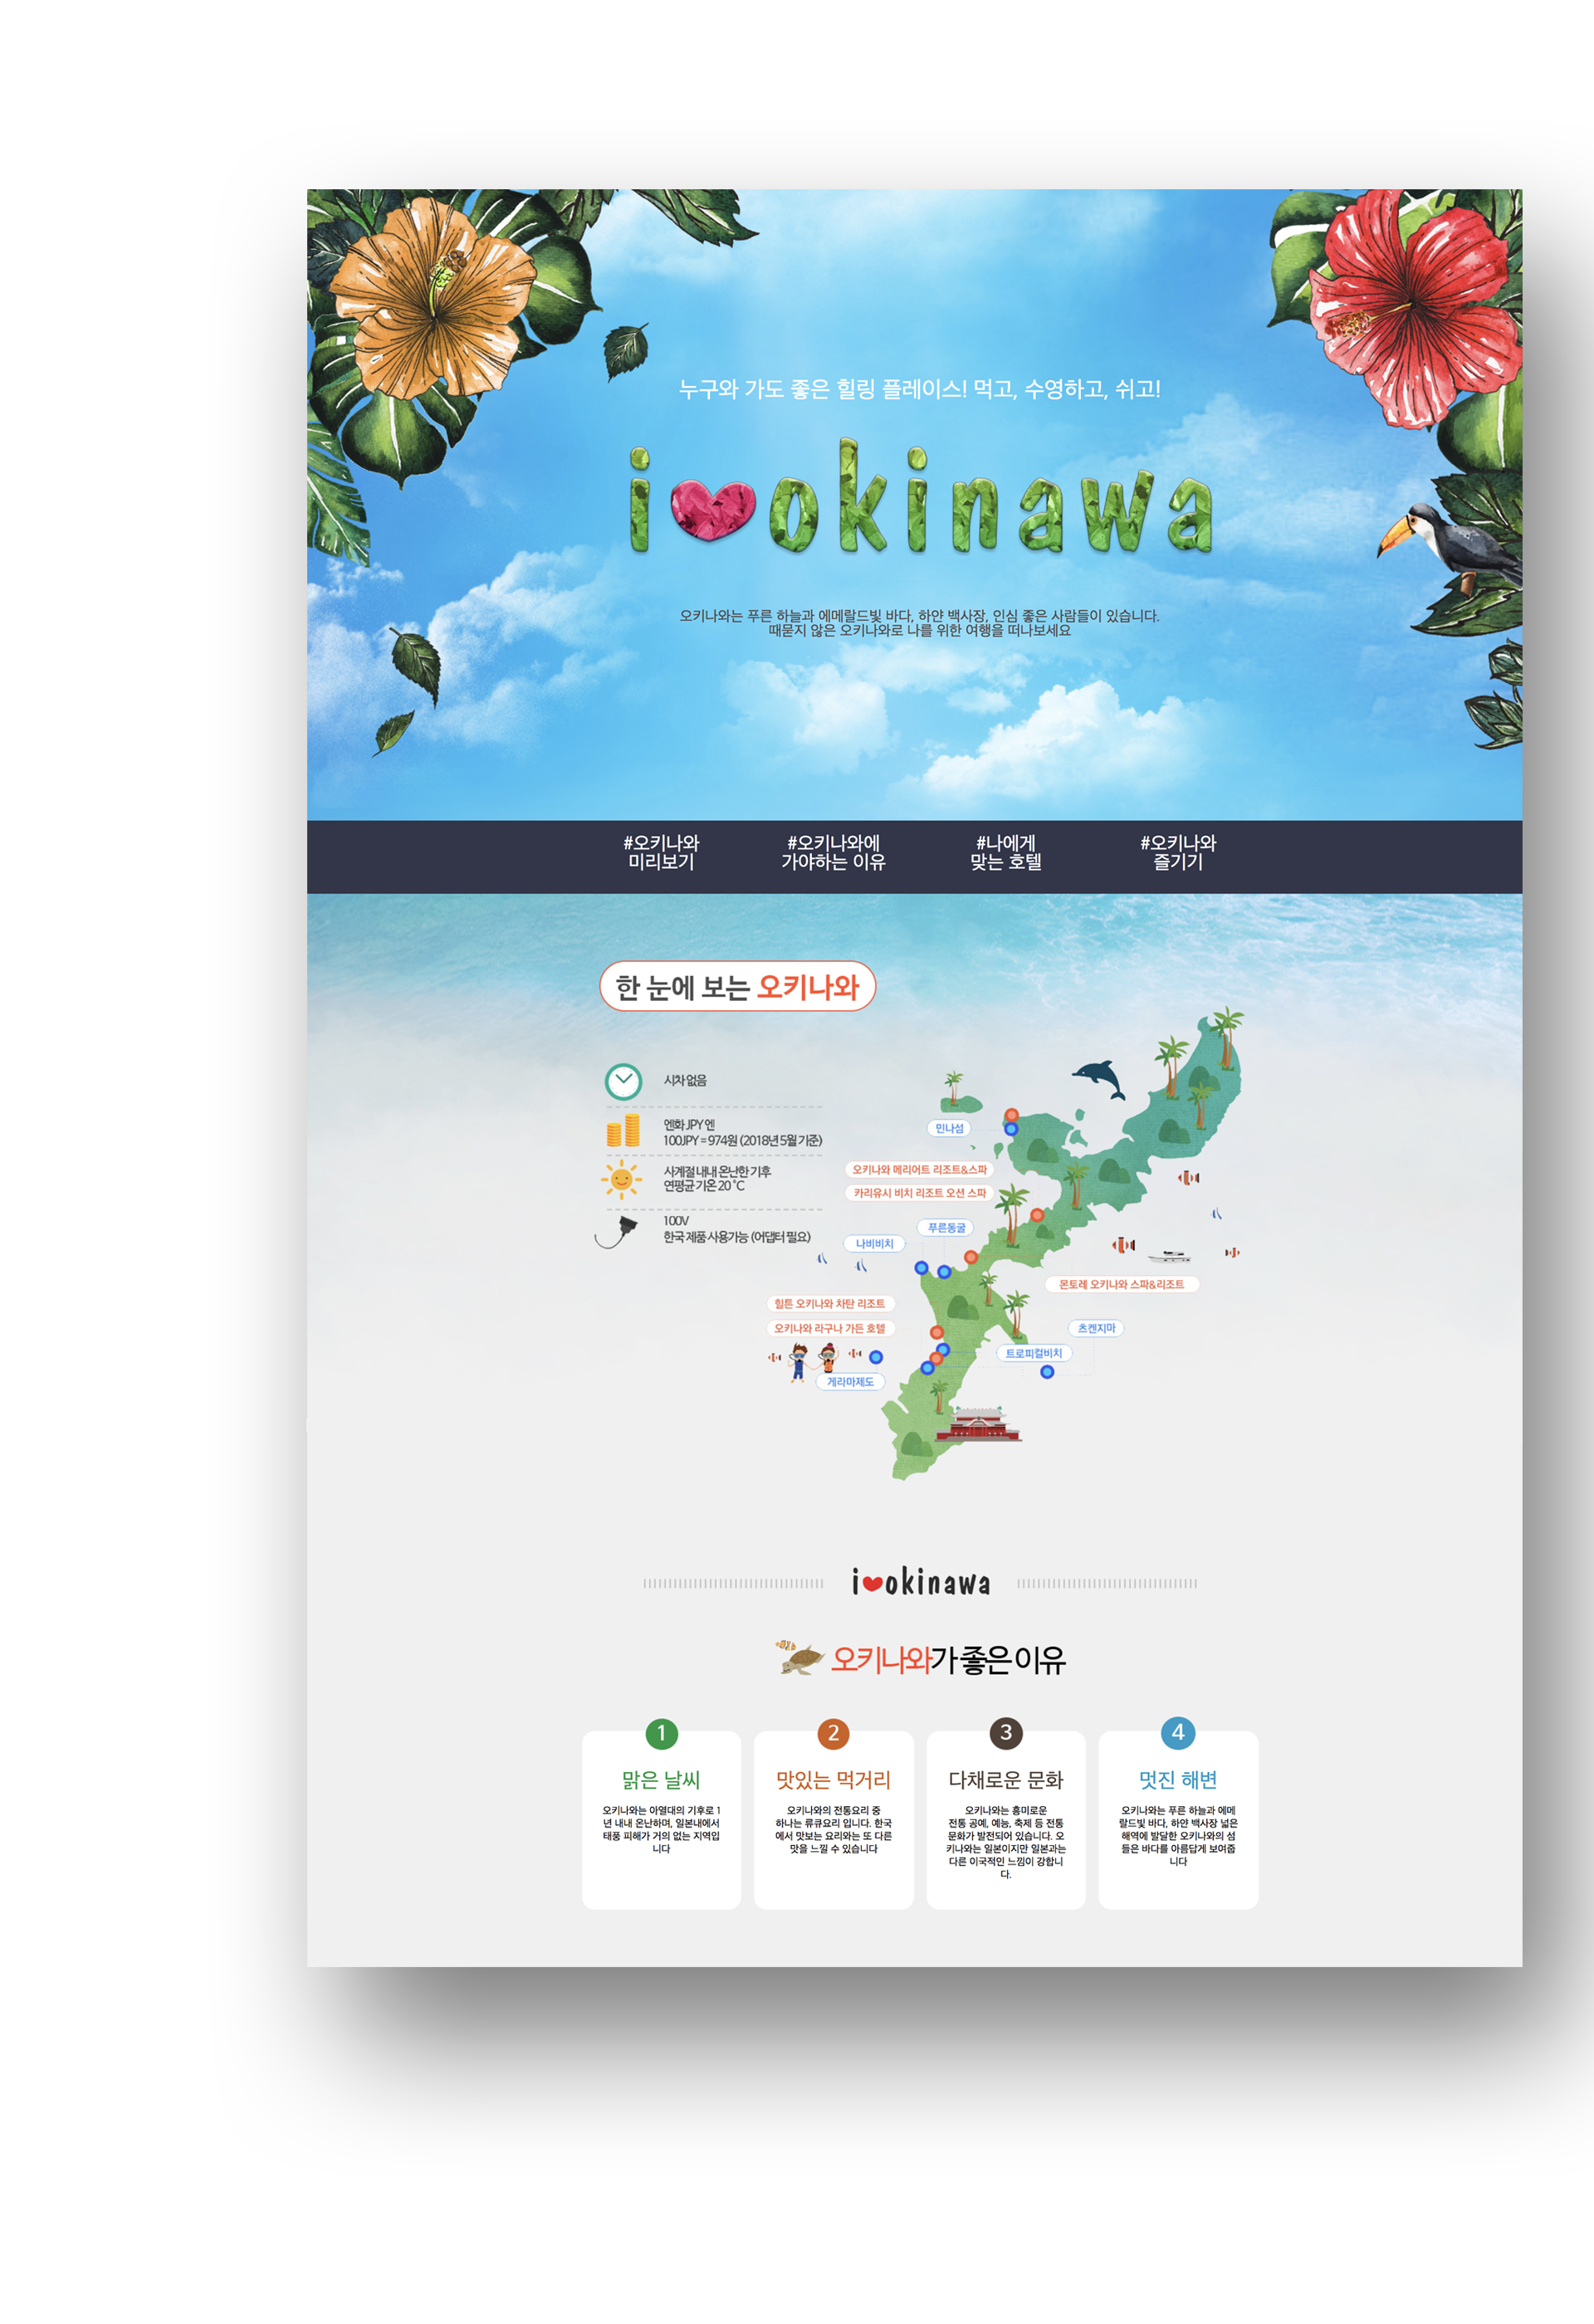 누구와 가도 좋은 힐링 플레이스! 먹고, 수영하고, 쉬고!
i okinawa
오키나와는 푸른 하늘과 에메랄드빛 바다, 하얀 백사장, 인심 좋은 사람들이 있습니다.
때묻지 않은 오키나와로 나를 위한 여행을 떠나보세요
#오키나와
미리보기
#오키나와에
가야하는 이유
#나에게
맞는 호텔
#오키나와
즐기기
한 눈에 보는 오키나와
시차 없음
엔화 JPY 엔
100JPY = 974원 (2018년 5월 기준)
사계절 내내 온난한 기후
연평균 기온 20 °C
100V
한국 제품 사용가능 (어댑터 필요)
민나섬
오키나와 메리어트 리조트&스파
카리유시 비치 리조트 오션 스파
푸른동굴
나비비치
몬토레 오키나와 스파&리조트
힐튼 오키나와 차탄 리조트
오키나와 라구나 가든 호텔
츠켄지마
트로피컬비치
게라마제도
i okinawa
오키나와가 좋은 이유
1
맑은 날씨
오키나와는 아열대의 기후로 1
년 내내 온난하며, 일본내에서
태풍 피해가 거의 없는 지역입
니다
2
맛있는 먹거리
오키나와의 전통요리 중
하나는 류큐요리 입니다. 한국
에서 맛보는 요리와는 또 다른
맛을 느낄 수 있습니다
3
다채로운 문화
오키나와는 흥미로운
전통 공예, 예능, 축제 등 전통
문화가 발전되어 있습니다. 오
키나와는 일본이지만 일본과는
다른 이국적인 느낌이 강합니
다.
4
멋진 해변
오키나와는 푸른 하늘과 에메
랄드빛 바다, 하얀 백사장 넓은
해역에 발달한 오키나와의 섬
들은 바다를 아름답게 보여줍
니다